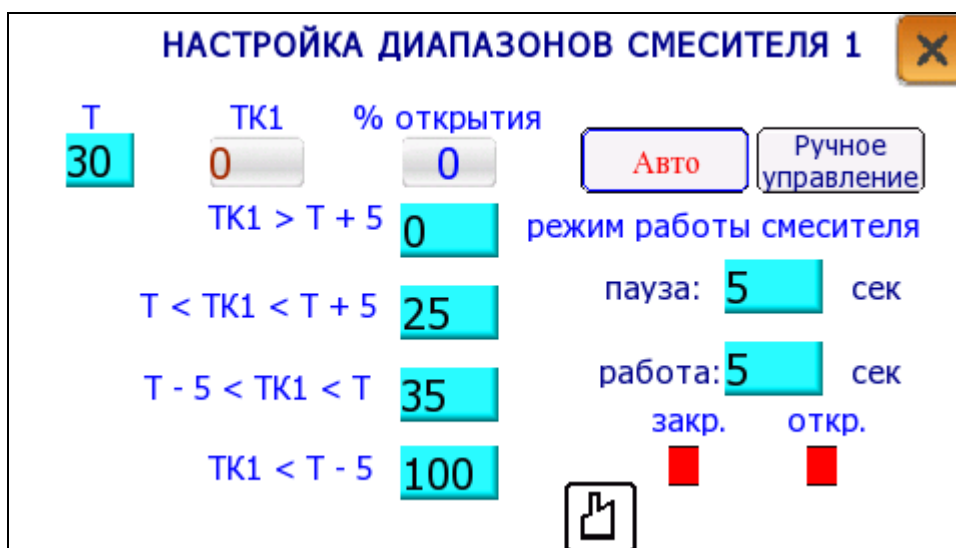 НАСТРОЙКА ДИАПАЗОНОВ СМЕСИТЕЛЯ 1
Т ТК1 % открытия
30 0 0
Авто
Ручное
управление
ТК1 > Т + 5 0
режим работы смесителя
пауза: 5 сек
Т < ТК1 < Т + 5 25
работа: 5 сек
Т - 5 < ТК1 < Т 35
закр. откр.
ТК1 < Т - 5 100